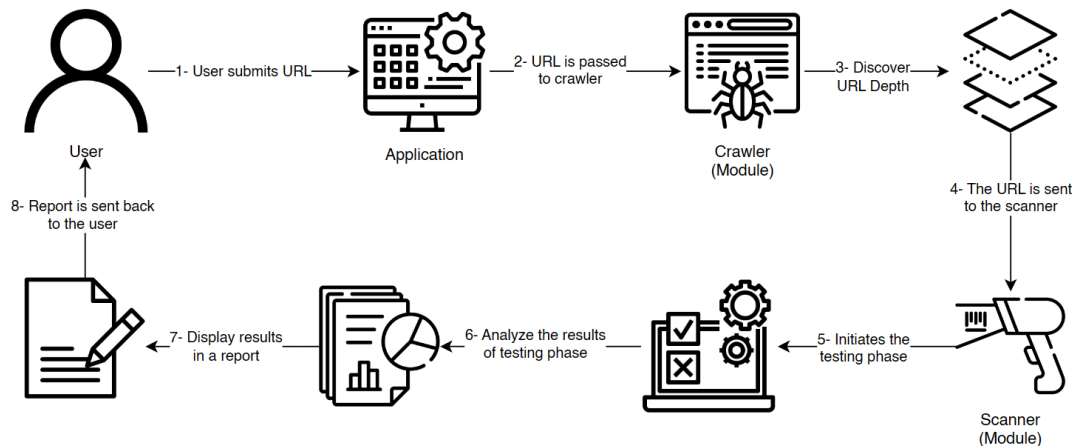 1- User submits URL
2- URL is passed
to crawler
3- Discover
URL Depth
User
Application
Crawler
(Module)
4- The URL is sent
to the scanner
8- Report is sent back
to the user
7- Display results
in a report
6- Analyze the results
of testing phase
5- Initiates the
testing phase
Scanner
(Module)